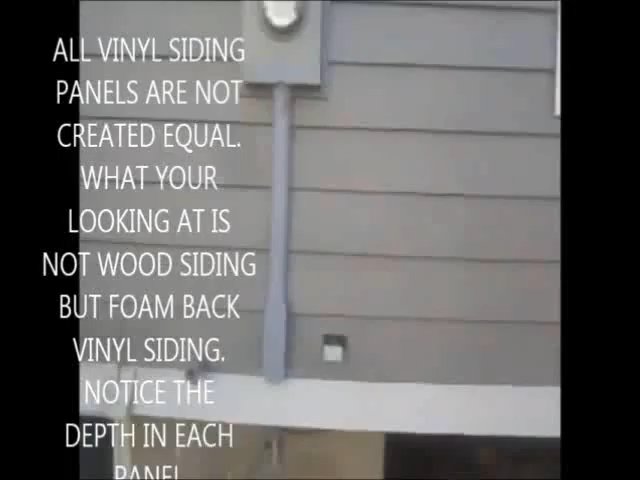 ALL VINYL SIDING
PANELS ARE NOT
CREATED EQUAL.
WHAT YOUR
LOOKING AT IS
NOT WOOD SIDING
BUT FOAM BACK
VINYL SIDING.
NOTICE THE
DEPTH IN EACH
PANEL